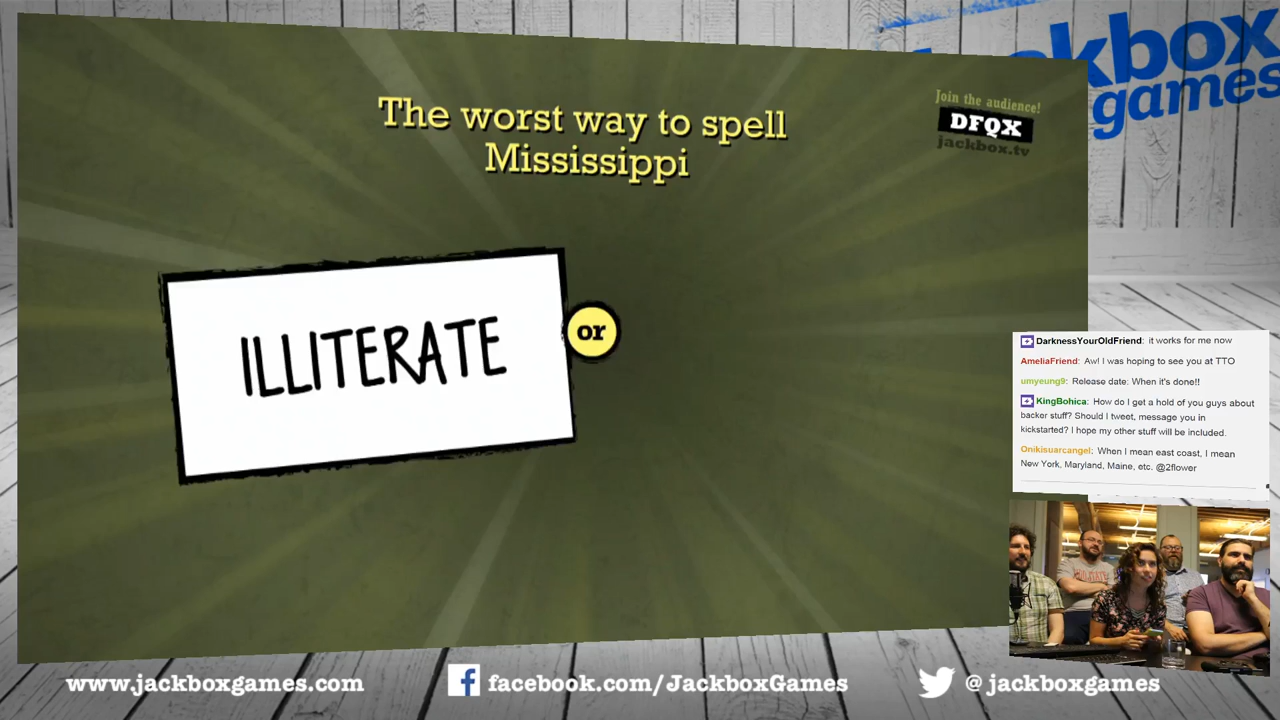 jackbox
games
The worst way to spell
Mississippi
Join the audience!
DFQX
jackbox.tv
ILLITERATE
or
DarknessYourOldFriend: it works for me now
AmeliaFriend: Aw! I was hoping to see you at TTO
umyeung9: Release date: When it's done!!
KingBohica: How do I get a hold of you guys about
backer stuff? Should I tweet, message you in
kickstarted? I hope my other stuff will be included.
Onikisuarcangel: When I mean east coast, I mean
New York, Maryland, Maine, etc. @2flower
www.jackboxgames.com
facebook.com/JackboxGames
@jackboxgames